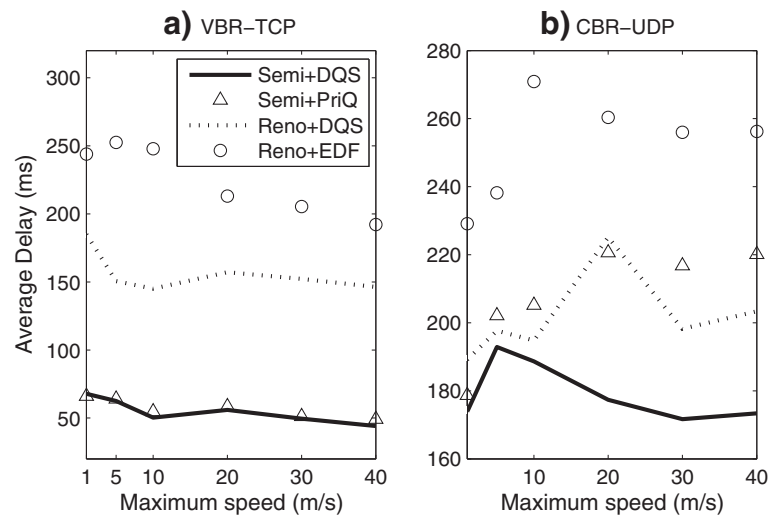 a) VBR−TCP
b) CBR−UDP
Average Delay (ms)
300
250
200
150
100
50
Semi+DQS
Semi+PriQ
Reno+DQS
Reno+EDF
1 5 10 20 30 40
Maximum speed (m/s)
280
260
240
220
200
180
160
10 20 30 40
Maximum speed (m/s)